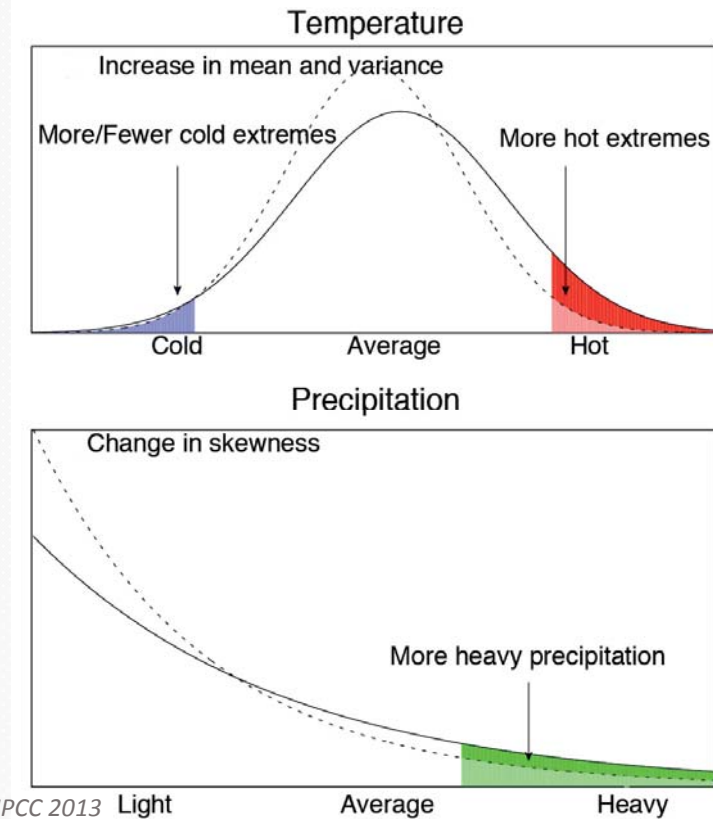 Temperature
Increase in mean and variance
More/Fewer cold extremes
More hot extremes
Cold Average Hot
Precipitation
Change in skewness
More heavy precipitation
PCC 2013
Light Average Heavy